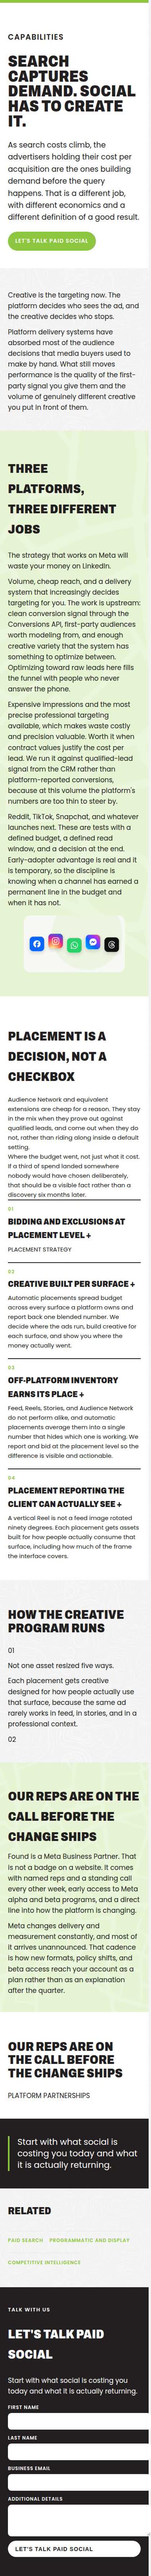 CAPABILITIES
SEARCH
CAPTURES
DEMAND. SOCIAL
HAS TO CREATE
IT.
As search costs climb, the
advertisers holding their cost per
acquisition are the ones building
demand before the query
happens. That is a different job,
with different economics and a
different definition of a good result.
LET'S TALK PAID SOCIAL
Creative is the targeting now. The
platform decides who sees the ad, and
the creative decides who stops.
Platform delivery systems have
absorbed most of the audience
decisions that media buyers used to
make by hand. What still moves
performance is the quality of the first-
party signal you give them and the
volume of genuinely different creative
you put in front of them.
THREE
PLATFORMS,
THREE DIFFERENT
JOBS
The strategy that works on Meta will
waste your money on LinkedIn.
Volume, cheap reach, and a delivery
system that increasingly decides
targeting for you. The work is upstream:
clean conversion signal through the
Conversions API, first-party audiences
worth modeling from, and enough
creative variety that the system has
something to optimize between.
Optimizing toward raw leads here fills
the funnel with people who never
answer the phone.
Expensive impressions and the most
precise professional targeting
available, which makes waste costly
and precision valuable. Worth it when
contract values justify the cost per
lead. We run it against qualified-lead
signal from the CRM rather than
platform-reported conversions,
because at this volume the platform's
numbers are too thin to steer by.
Reddit, TikTok, Snapchat, and whatever
launches next. These are tests with a
defined budget, a defined read
window, and a decision at the end.
Early-adopter advantage is real and it
is temporary, so the discipline is
knowing when a channel has earned a
permanent line in the budget and
when it has not.
PLACEMENT IS A
DECISION, NOT A
CHECKBOX
Audience Network and equivalent
extensions are cheap for a reason. They stay
in the mix when they prove out against
qualified leads, and come out when they do
not, rather than riding along inside a default
setting.
Where the budget went, not just what it cost.
If a third of spend landed somewhere
nobody would have chosen deliberately,
that should be a visible fact rather than a
discovery six months later.
01
BIDDING AND EXCLUSIONS AT
PLACEMENT LEVEL +
PLACEMENT STRATEGY
02
CREATIVE BUILT PER SURFACE +
Automatic placements spread budget
across every surface a platform owns and
report back one blended number. We
decide where the ads run, build creative for
each surface, and show you where the
money actually went.
03
OFF-PLATFORM INVENTORY
EARNS ITS PLACE +
Feed, Reels, Stories, and Audience Network
do not perform alike, and automatic
placements average them into a single
number that hides which one is working. We
report and bid at the placement level so the
difference is visible and actionable.
04
PLACEMENT REPORTING THE
CLIENT CAN ACTUALLY SEE +
A vertical Reel is not a feed image rotated
ninety degrees. Each placement gets assets
built for how people actually consume that
surface, including how much of the frame
the interface covers.
HOW THE CREATIVE
PROGRAM RUNS
01
Not one asset resized five ways.
Each placement gets creative
designed for how people actually use
that surface, because the same ad
rarely works in feed, in stories, and in a
professional context.
02
OUR REPS ARE ON THE
CALL BEFORE THE
CHANGE SHIPS
Found is a Meta Business Partner. That
is not a badge on a website. It comes
with named reps and a standing call
every other week, early access to Meta
alpha and beta programs, and a direct
line into how the platform is changing.
Meta changes delivery and
measurement constantly, and most of
it arrives unannounced. That cadence
is how new formats, policy shifts, and
beta access reach your account as a
plan rather than as an explanation
after the quarter.
OUR REPS ARE ON
THE CALL BEFORE
THE CHANGE SHIPS
PLATFORM PARTNERSHIPS
Start with what social is
costing you today and what
it is actually returning.
RELATED
PAID SEARCH PROGRAMMATIC AND DISPLAY
COMPETITIVE INTELLIGENCE
TALK WITH US
LET'S TALK PAID
SOCIAL
Start with what social is costing you
today and what it is actually returning.
FIRST NAME
LAST NAME
BUSINESS EMAIL
ADDITIONAL DETAILS
LET'S TALK PAID SOCIAL